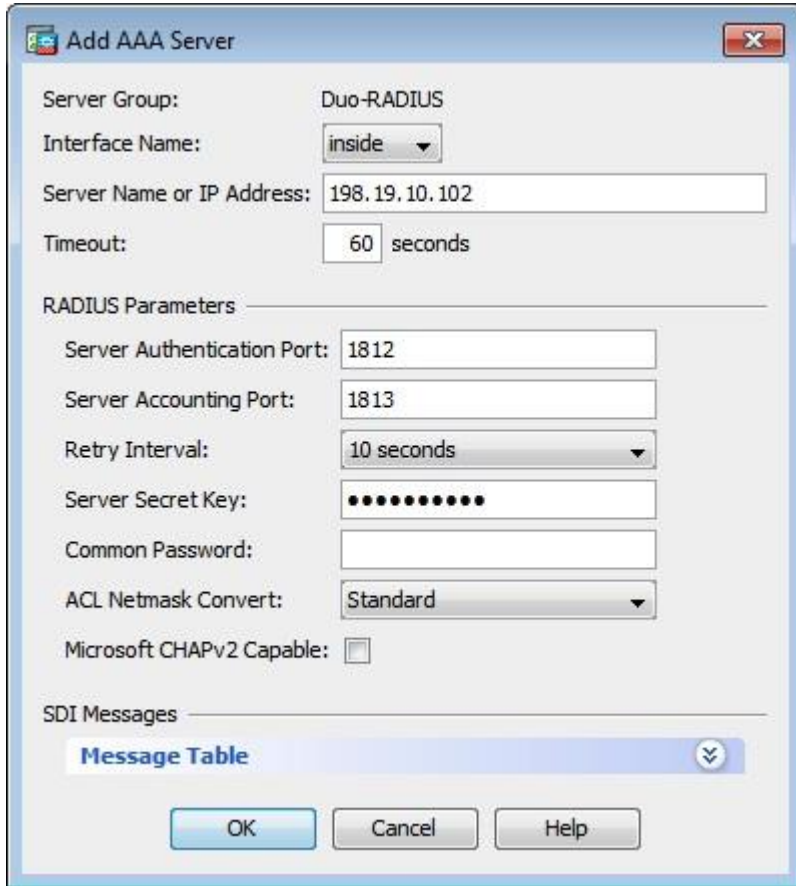 Add AAA Server
Server Group: Duo-RADIUS
Interface Name: inside
Server Name or IP Address: 198.19.10.102
Timeout: 60 seconds
RADIUS Parameters
Server Authentication Port: 1812
Server Accounting Port: 1813
Retry Interval: 10 seconds
Server Secret Key: ••••••••••
Common Password:
ACL Netmask Convert: Standard
Microsoft CHAPv2 Capable:
SDI Messages
Message Table
OK Cancel Help